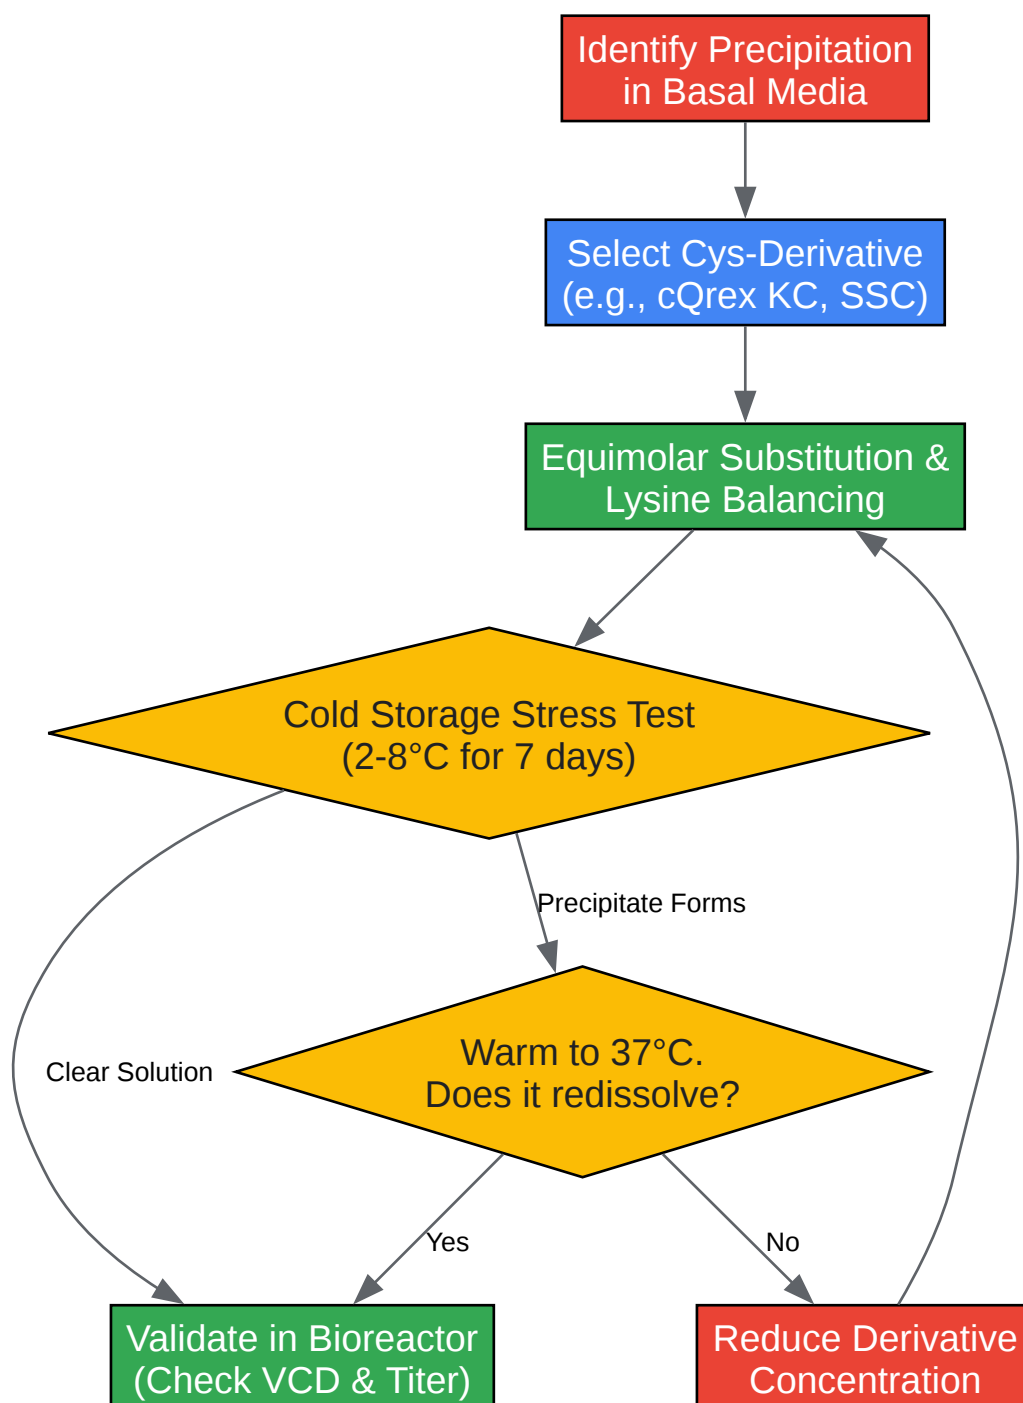 Identify Precipitation
in Basal Media
Select Cys-Derivative
(e.g., cQrex KC, SSC)
Equimolar Substitution &
Lysine Balancing
Cold Storage Stress Test
(2-8°C for 7 days)
Precipitate Forms
Warm to 37°C.
Does it redissolve?
Clear Solution
Yes
No
Validate in Bioreactor
(Check VCD & Titer)
Reduce Derivative
Concentration